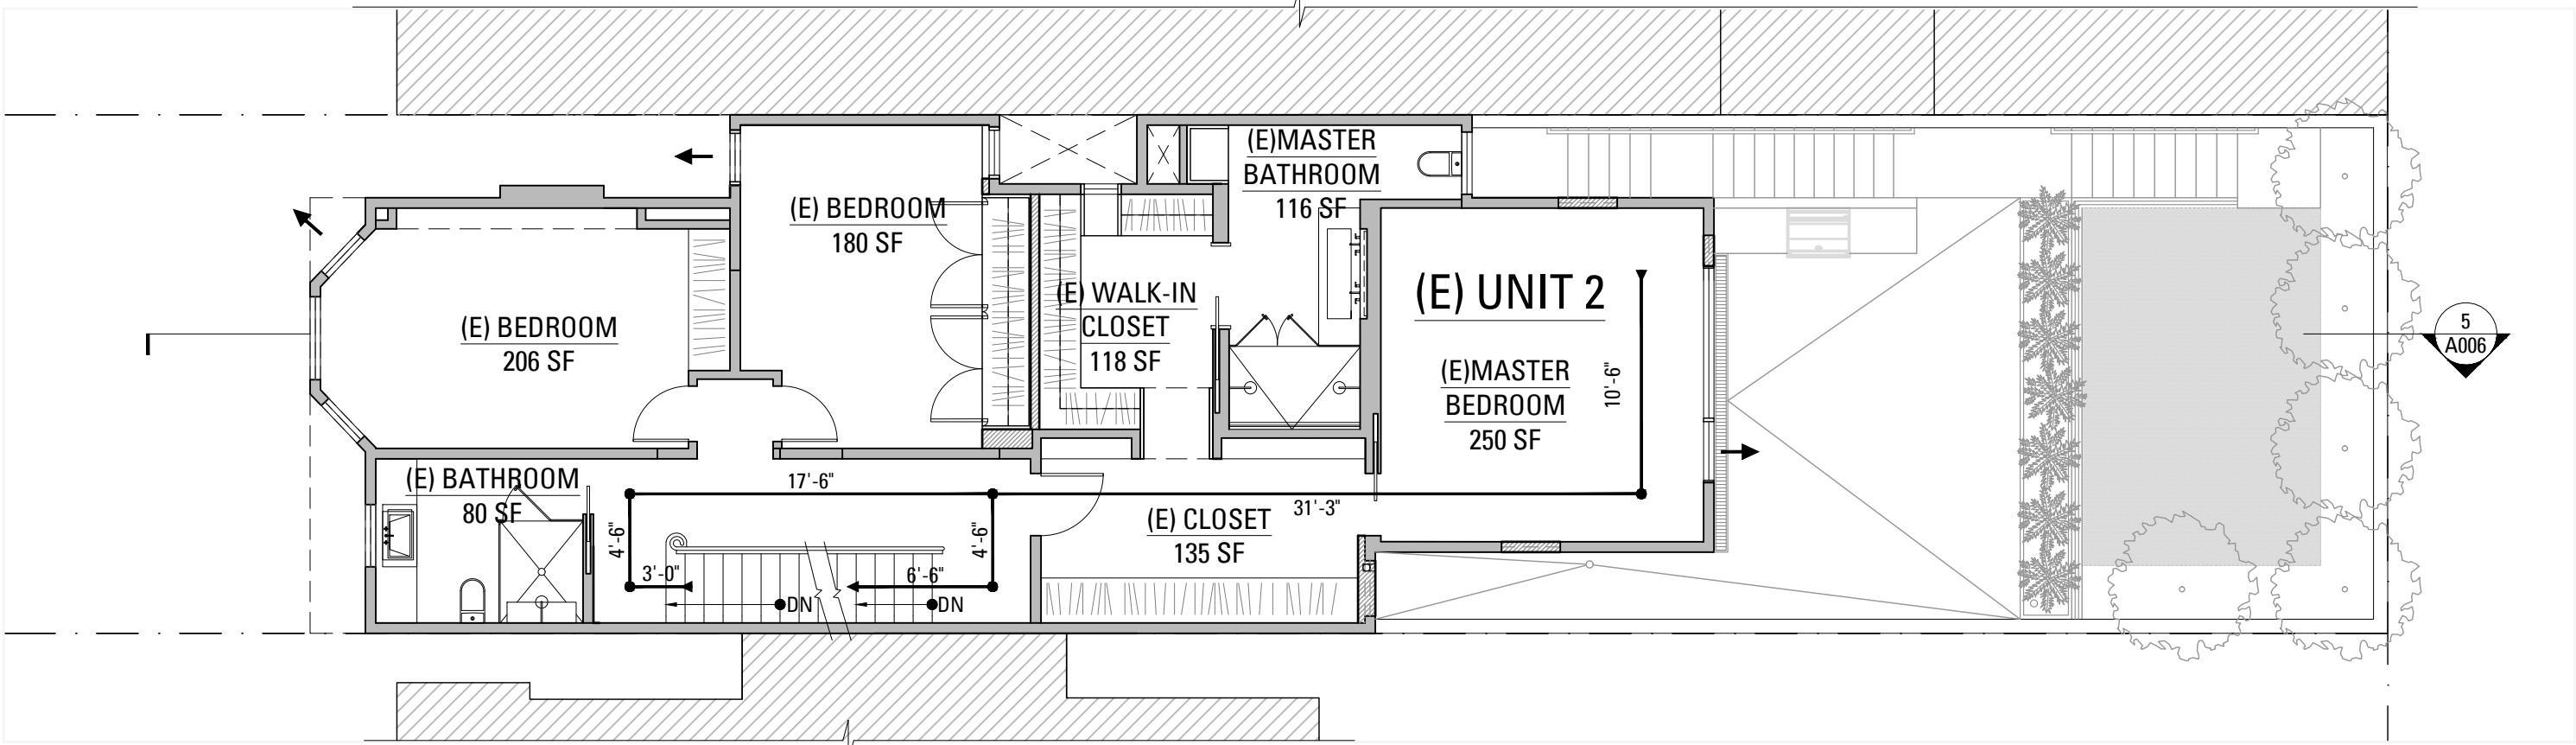 (E)MASTER
BATHROOM
116 SF
(E) BEDROOM
180 SF
(E) WALK-IN
CLOSET
118 SF
(E) UNIT 2
(E) BEDROOM
206 SF
(E)MASTER
BEDROOM
250 SF
10'-6"
5
A006
(E) BATHROOM
80 SF
17'-6"
31'-3"
(E) CLOSET
135 SF
4'-6"
4'-6"
3'-0"
6'-6"
DN
DN